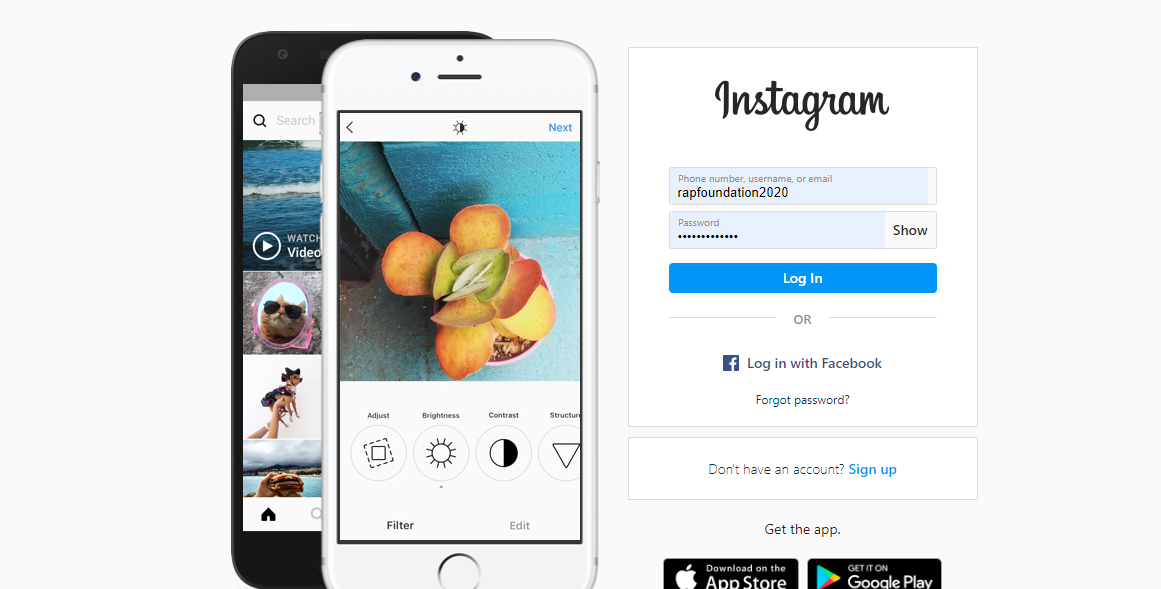 Search
WATCH
Video
Next
Adjust
Brightness
Contrast
Structure
Filter
Edit
Instagram
Phone number, username, or email
rapfoundation2020
Password
•••••••••••••
Show
Log In
OR
Log in with Facebook
Forgot password?
Don't have an account? Sign up
Get the app.
Download on the
App Store
GET IT ON
Google Play